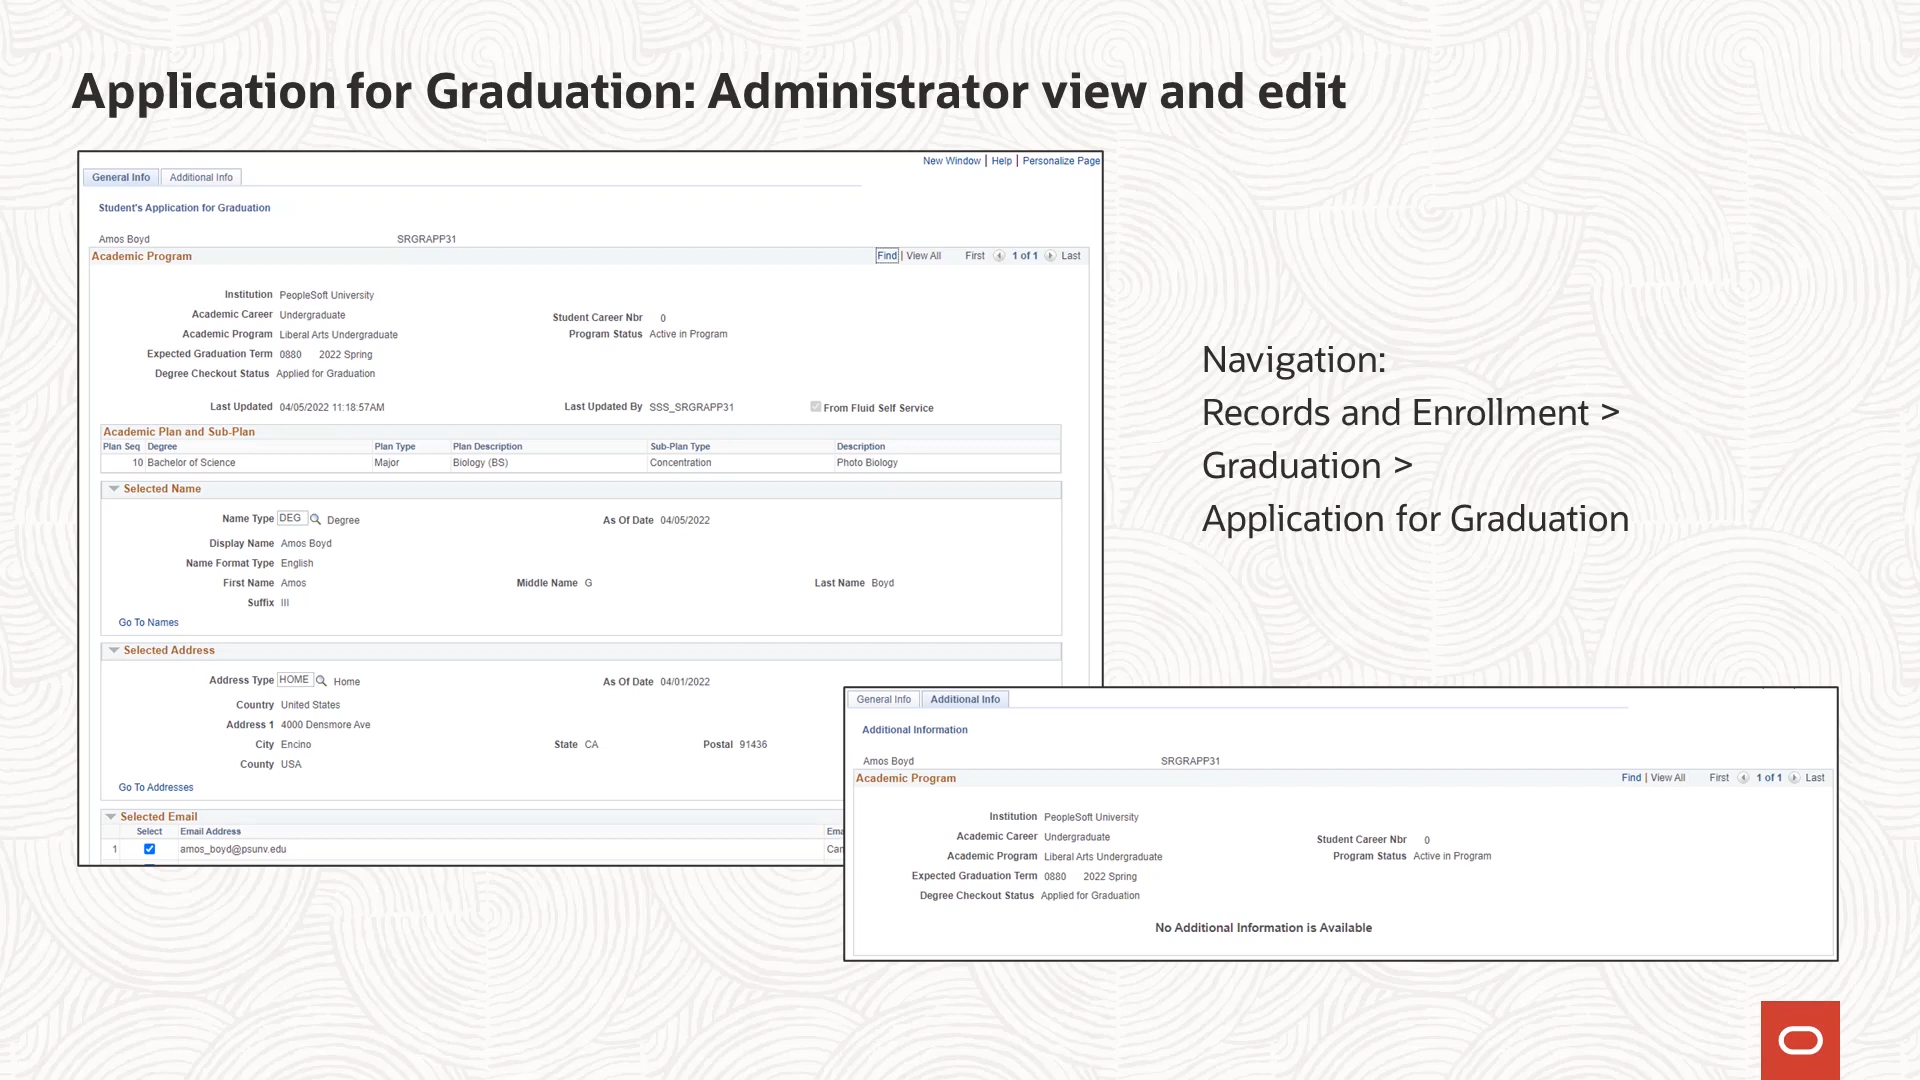 Application for Graduation: Administrator view and edit
New Window | Help | Personalize Page
General Info Additional Info
Student's Application for Graduation
Amos Boyd SRGRAPP31
Academic Program Find | View All First 1 of 1 Last
Institution PeopleSoft University
Academic Career Undergraduate
Student Career Nbr 0
Academic Program Liberal Arts Undergraduate Program Status Active in Program
Expected Graduation Term 0880 2022 Spring
Degree Checkout Status Applied for Graduation
Last Updated 04/05/2022 11:18:57AM Last Updated By SSS_SRGRAPP31 From Fluid Self Service
Academic Plan and Sub-Plan
Plan Seq Degree Plan Type Plan Description Sub-Plan Type Description
10 Bachelor of Science Major Biology (BS) Concentration Photo Biology
Selected Name
Name Type DEG Degree As Of Date 04/05/2022
Display Name Amos Boyd
Name Format Type English
First Name Amos Middle Name G Last Name Boyd
Suffix III
Go To Names
Selected Address
Address Type HOME Home As Of Date 04/01/2022
Country United States
Address 1 4000 Densmore Ave
City Encino State CA Postal 91436
County USA
Go To Addresses
Selected Email
Select Email Address Ema
1 amos_boyd@psunv.edu Cam
Navigation:
Records and Enrollment >
Graduation >
Application for Graduation
General Info Additional Info
Additional Information
Amos Boyd SRGRAPP31
Academic Program Find | View All First 1 of 1 Last
Institution PeopleSoft University
Academic Career Undergraduate
Student Career Nbr 0
Academic Program Liberal Arts Undergraduate Program Status Active in Program
Expected Graduation Term 0880 2022 Spring
Degree Checkout Status Applied for Graduation
No Additional Information is Available